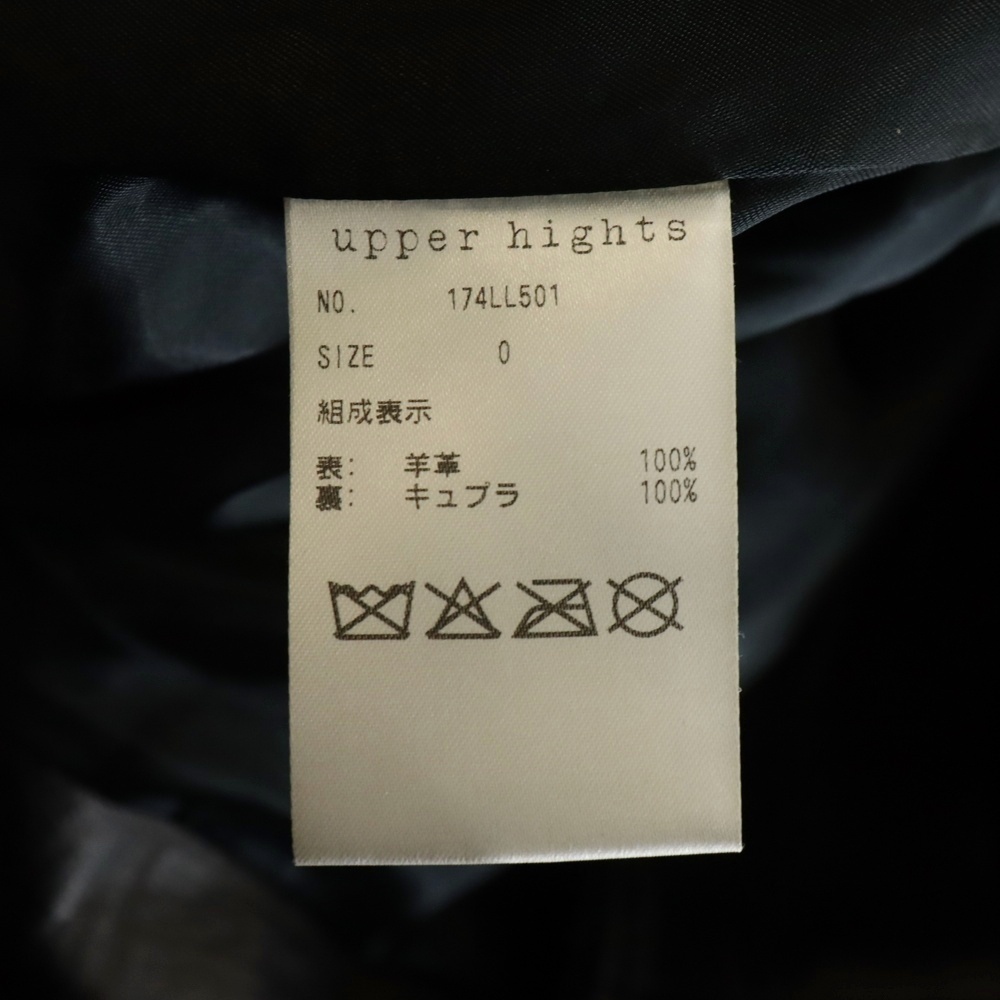 upper hights
NO. 174LL501
SIZE 0
組成表示
表: 羊革 100%
裏: キュプラ 100%